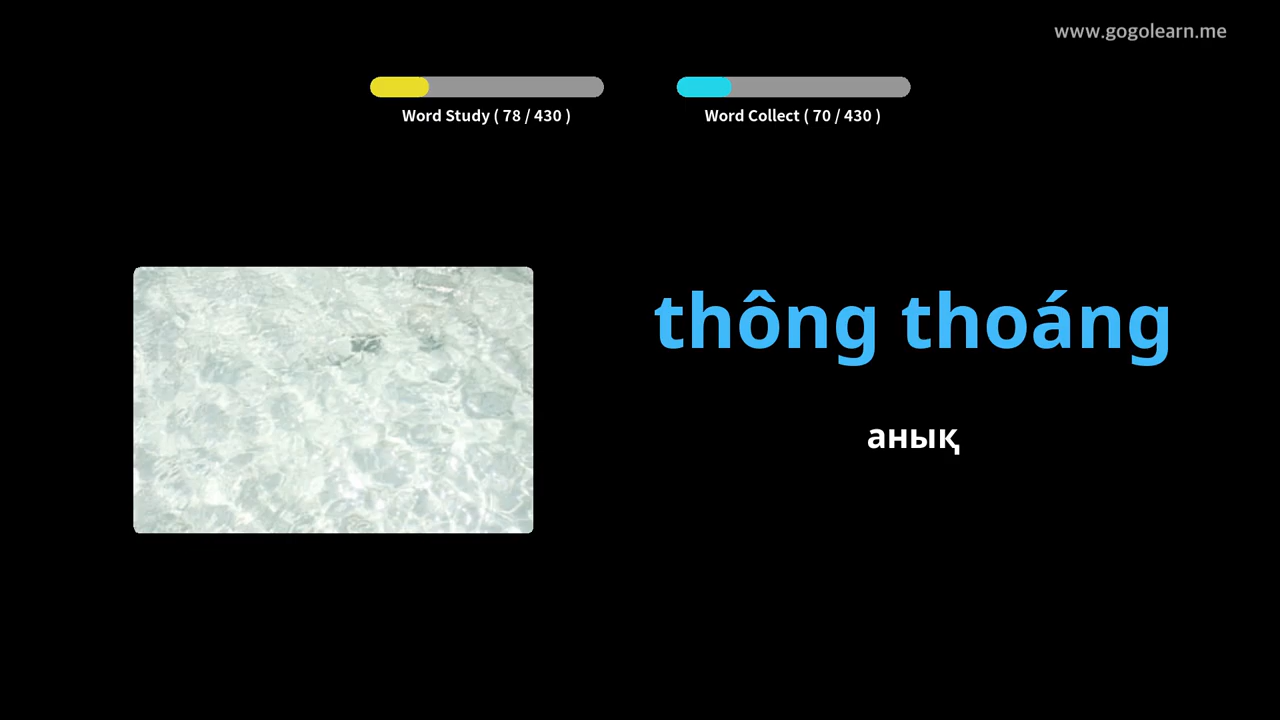 www.gogolearn.me
Word Study ( 78 / 430 )
Word Collect ( 70 / 430 )
thông thoáng
анық